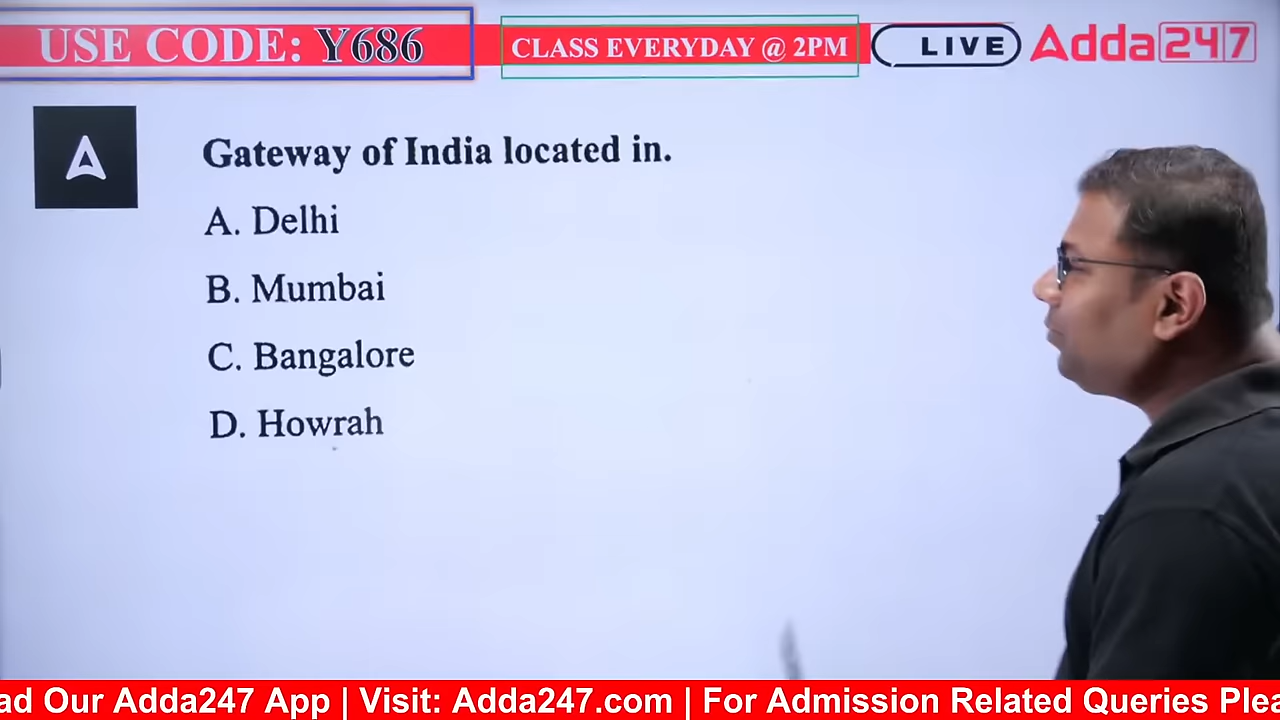 USE CODE: Y686
CLASS EVERYDAY @ 2PM
LIVE
Adda247
Gateway of India located in.
A. Delhi
B. Mumbai
C. Bangalore
D. Howrah
ad Our Adda247 App | Visit: Adda247.com | For Admission Related Queries Plea